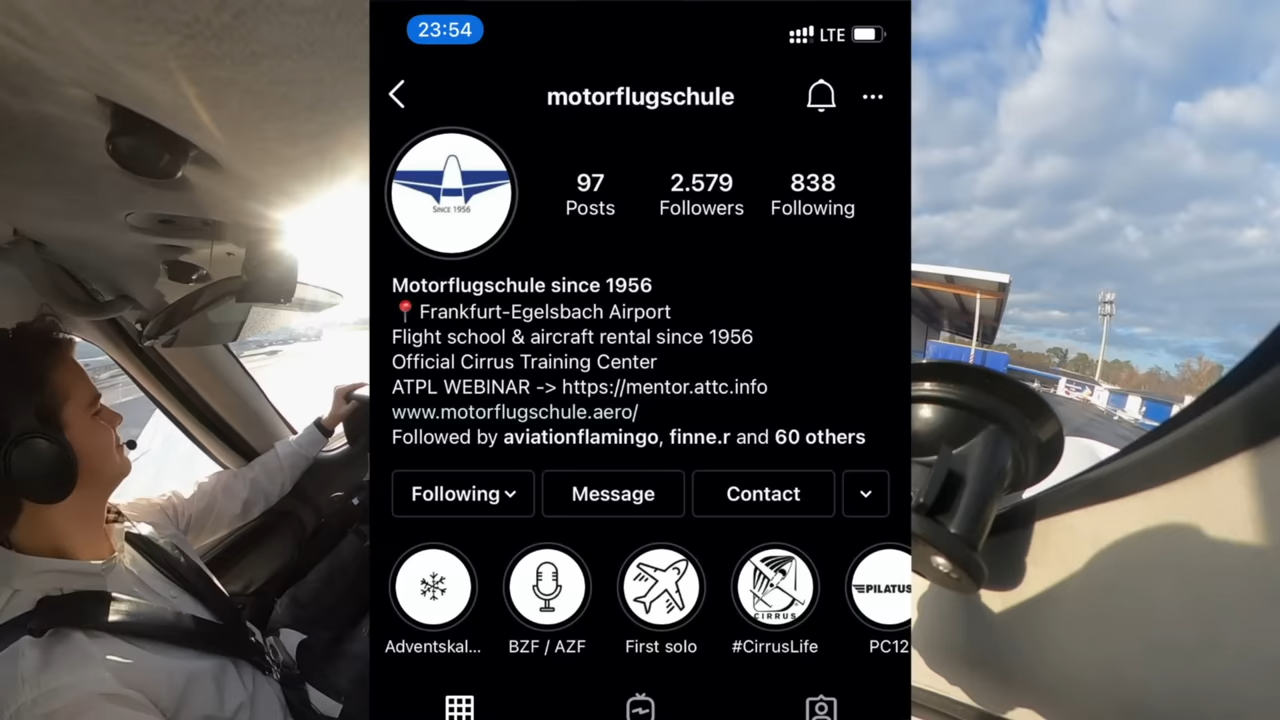 23:54
LTE
motorflugschule
SINCE 1956
97
2.579
838
Posts
Followers
Following
Motorflugschule since 1956
📍 Frankfurt-Egelsbach Airport
Flight school & aircraft rental since 1956
Official Cirrus Training Center
ATPL WEBINAR -> https://mentor.attc.info
www.motorflugschule.aero/
Followed by aviationflamingo, finne.r and 60 others
Following
Message
Contact
CIRRUS
PILATUS
Adventskal...
BZF / AZF
First solo
#CirrusLife
PC12